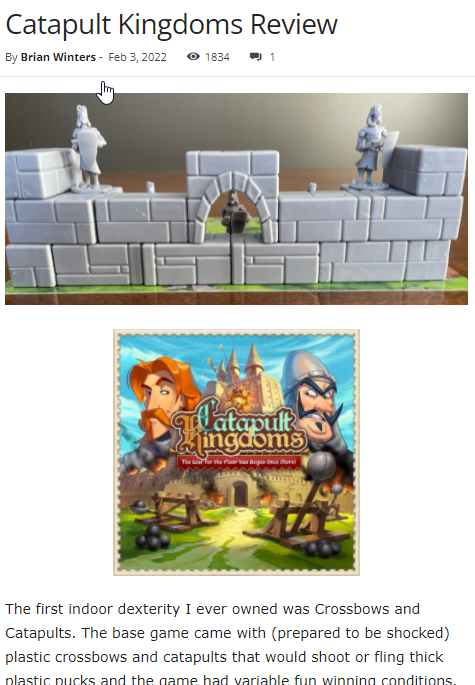 Catapult Kingdoms Review
By Brian Winters - Feb 3, 2022 1834 1
Catapult
Kingdoms
The War for the Floor has Begun Once More!
The first indoor dexterity I ever owned was Crossbows and
Catapults. The base game came with (prepared to be shocked)
plastic crossbows and catapults that would shoot or fling thick
plastic pucks and the game had variable fun winning conditions.